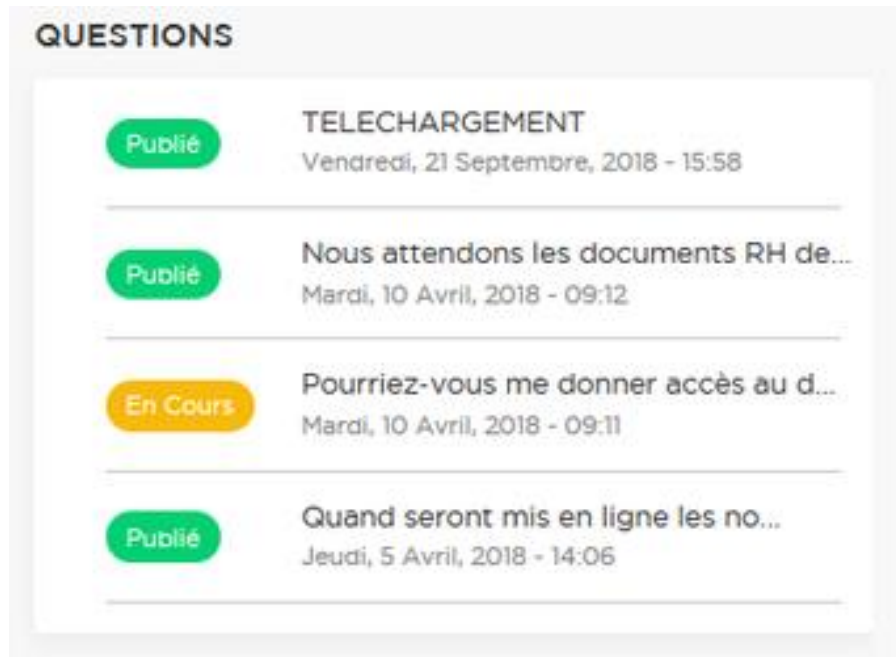 QUESTIONS
Publié
TELECHARGEMENT
Vendredi, 21 Septembre, 2018 - 15:58
Publié
Nous attendons les documents RH de...
Mardi, 10 Avril, 2018 - 09:12
En Cours
Pourriez-vous me donner accès au d...
Mardi, 10 Avril, 2018 - 09:11
Publié
Quand seront mis en ligne les no...
Jeudi, 5 Avril, 2018 - 14:06